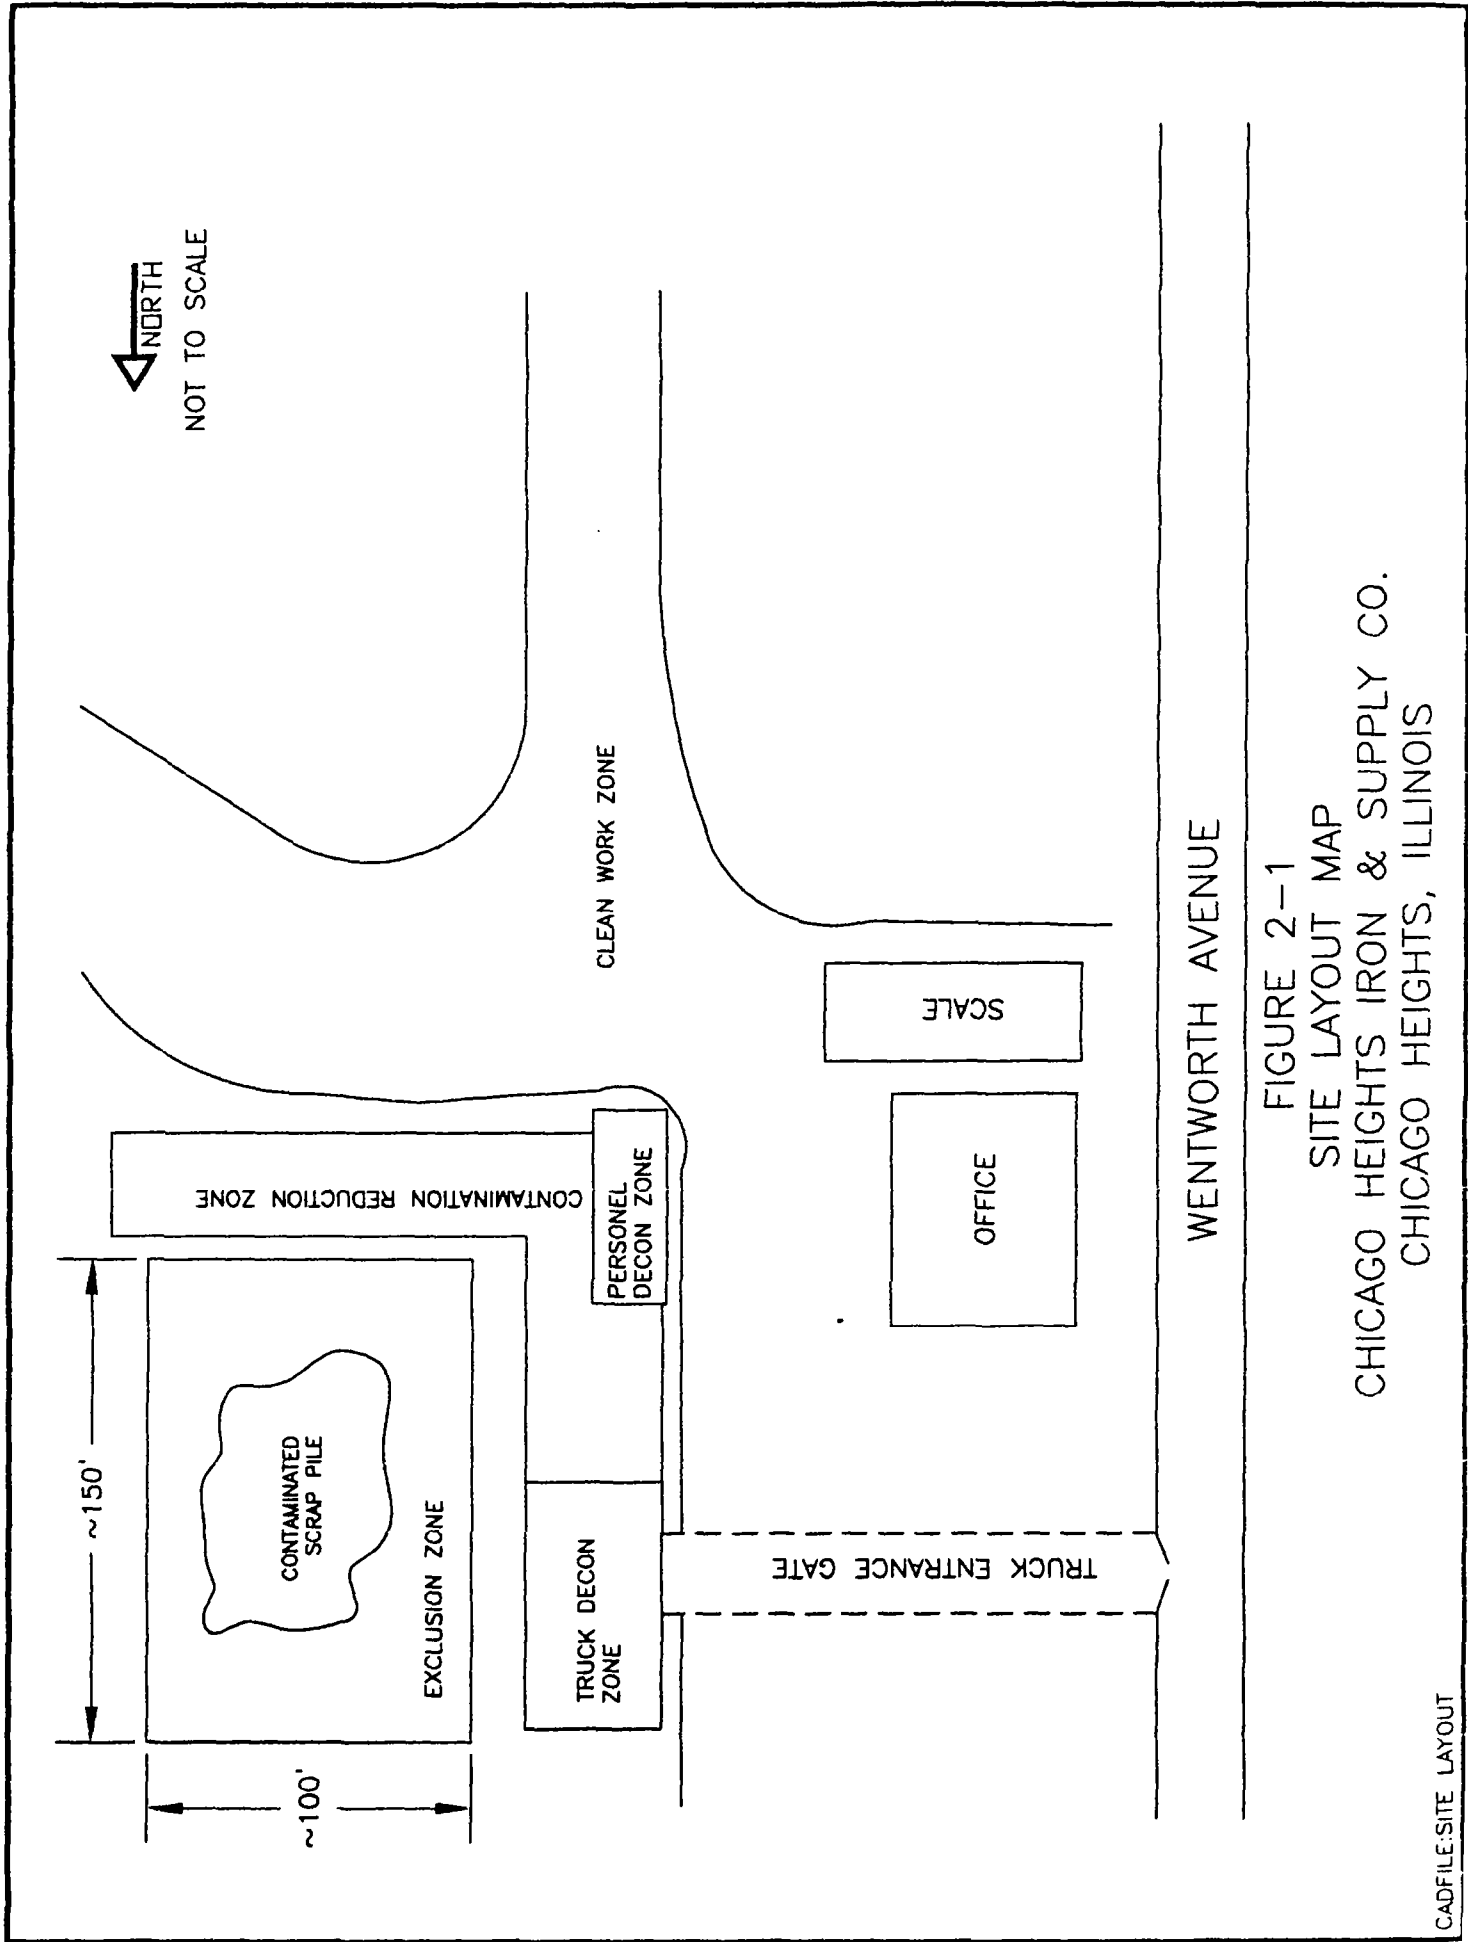 NORTH
NOT TO SCALE
~150'
~100'
CONTAMINATED
SCRAP PILE
EXCLUSION ZONE
CONTAMINATION REDUCTION ZONE
PERSONEL
DECON ZONE
TRUCK DECON
ZONE
CLEAN WORK ZONE
TRUCK ENTRANCE GATE
OFFICE
SCALE
WENTWORTH AVENUE
FIGURE 2-1
SITE LAYOUT MAP
CHICAGO HEIGHTS IRON & SUPPLY CO.
CHICAGO HEIGHTS, ILLINOIS
CADFILE:SITE LAYOUT